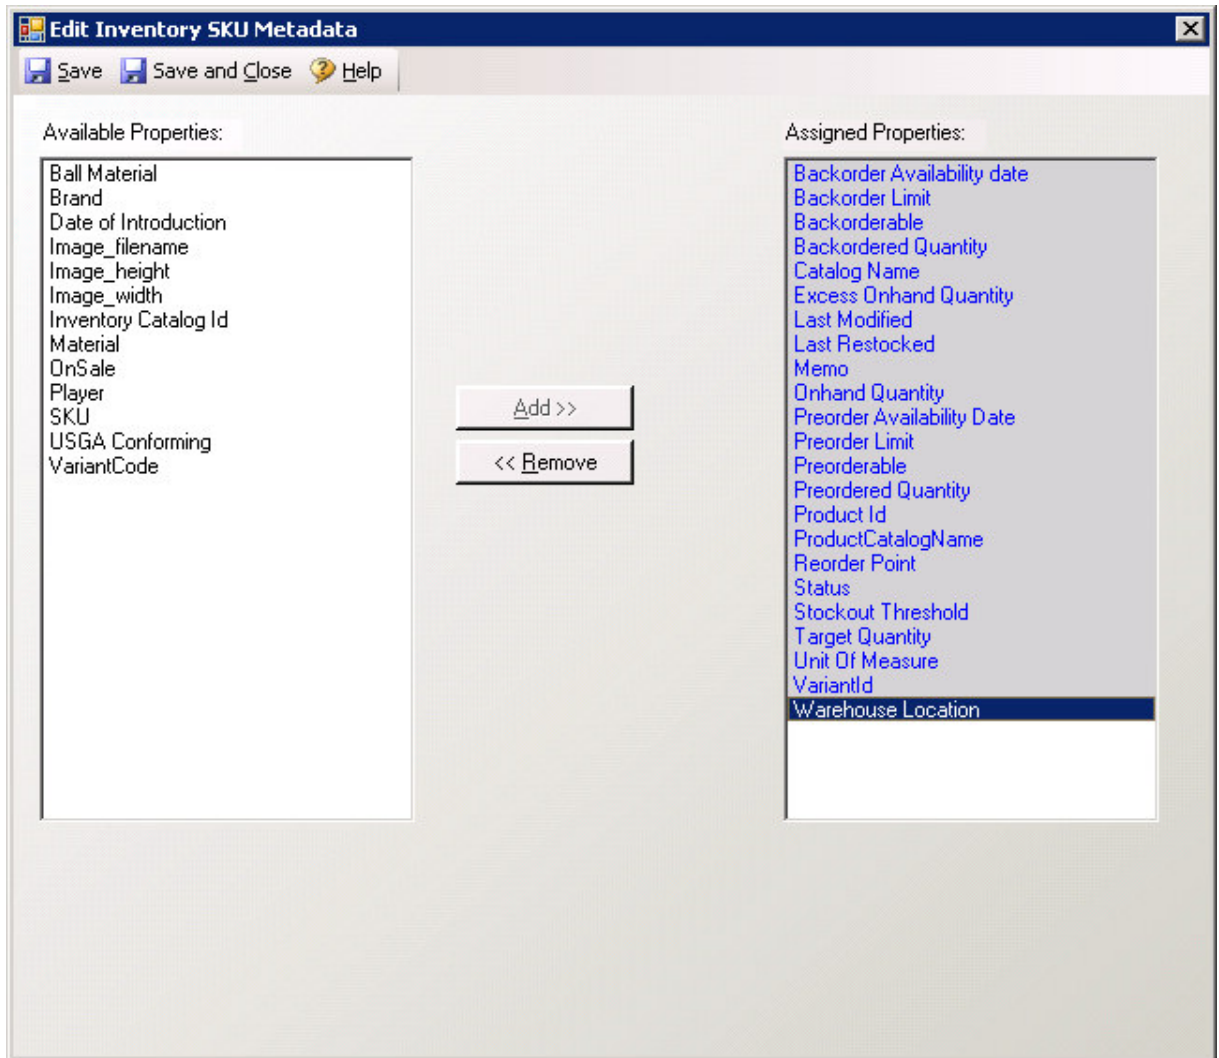 Edit Inventory SKU Metadata
Save Save and Close Help
Available Properties:
Ball Material
Brand
Date of Introduction
Image_filename
Image_height
Image_width
Inventory Catalog Id
Material
OnSale
Player
SKU
USGA Conforming
VariantCode
Add >>
<< Remove
Assigned Properties:
Backorder Availability date
Backorder Limit
Backorderable
Backordered Quantity
Catalog Name
Excess Onhand Quantity
Last Modified
Last Restocked
Memo
Onhand Quantity
Preorder Availability Date
Preorder Limit
Preorderable
Preordered Quantity
Product Id
ProductCatalogName
Reorder Point
Status
Stockout Threshold
Target Quantity
Unit Of Measure
VariantId
Warehouse Location